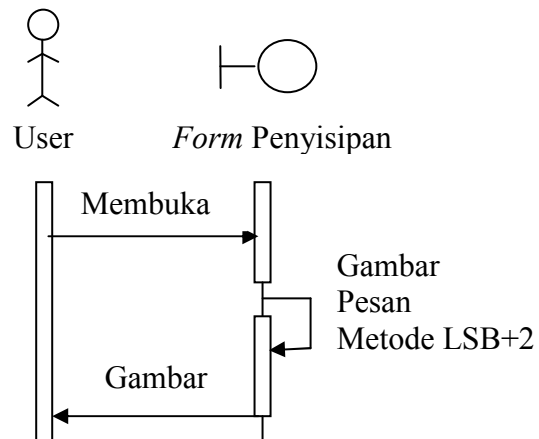 User
Form Penyisipan
Membuka
Gambar
Pesan
Metode LSB+2
Gambar